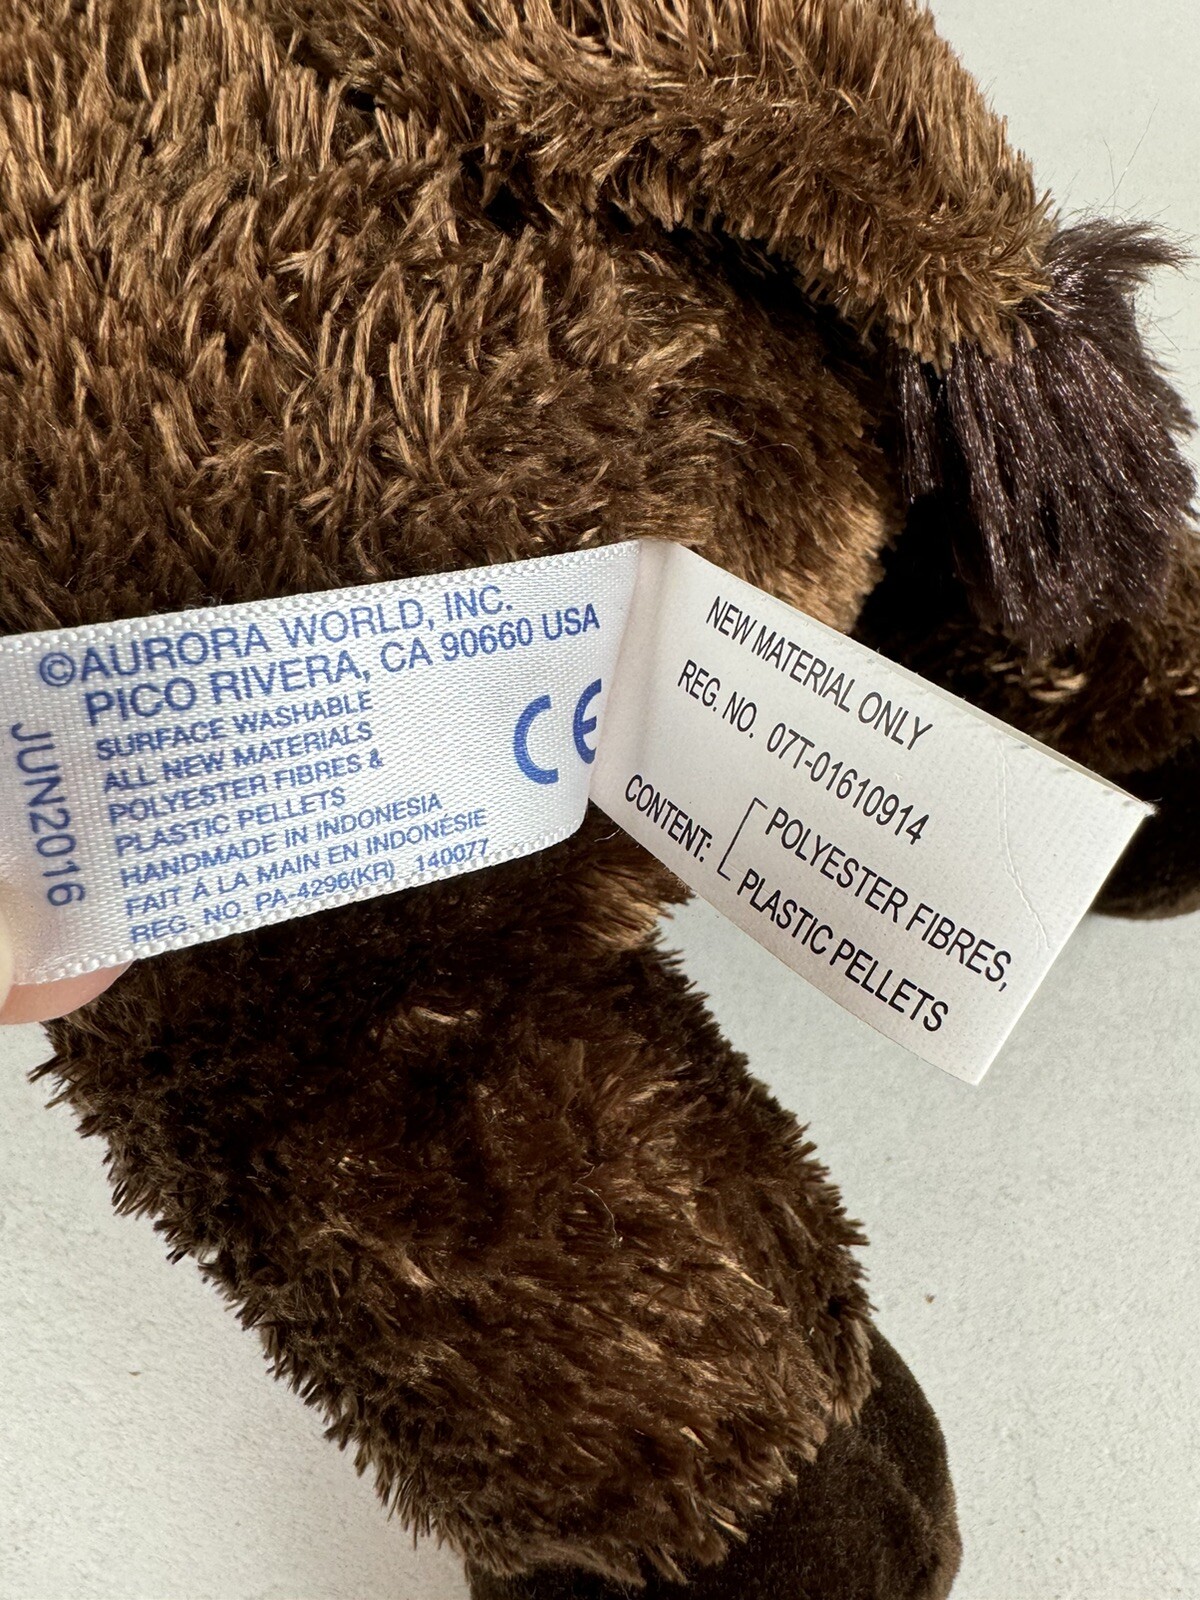 ©AURORA WORLD, INC.
PICO RIVERA, CA 90660 USA
SURFACE WASHABLE
ALL NEW MATERIALS
POLYESTER FIBRES &
PLASTIC PELLETS
HANDMADE IN INDONESIA
FAIT À LA MAIN EN INDONÉSIE
REG. NO. PA-4296(KR) 140077
CE
JUN2016
NEW MATERIAL ONLY
REG. NO. 07T-01610914
CONTENT: POLYESTER FIBRES,
PLASTIC PELLETS